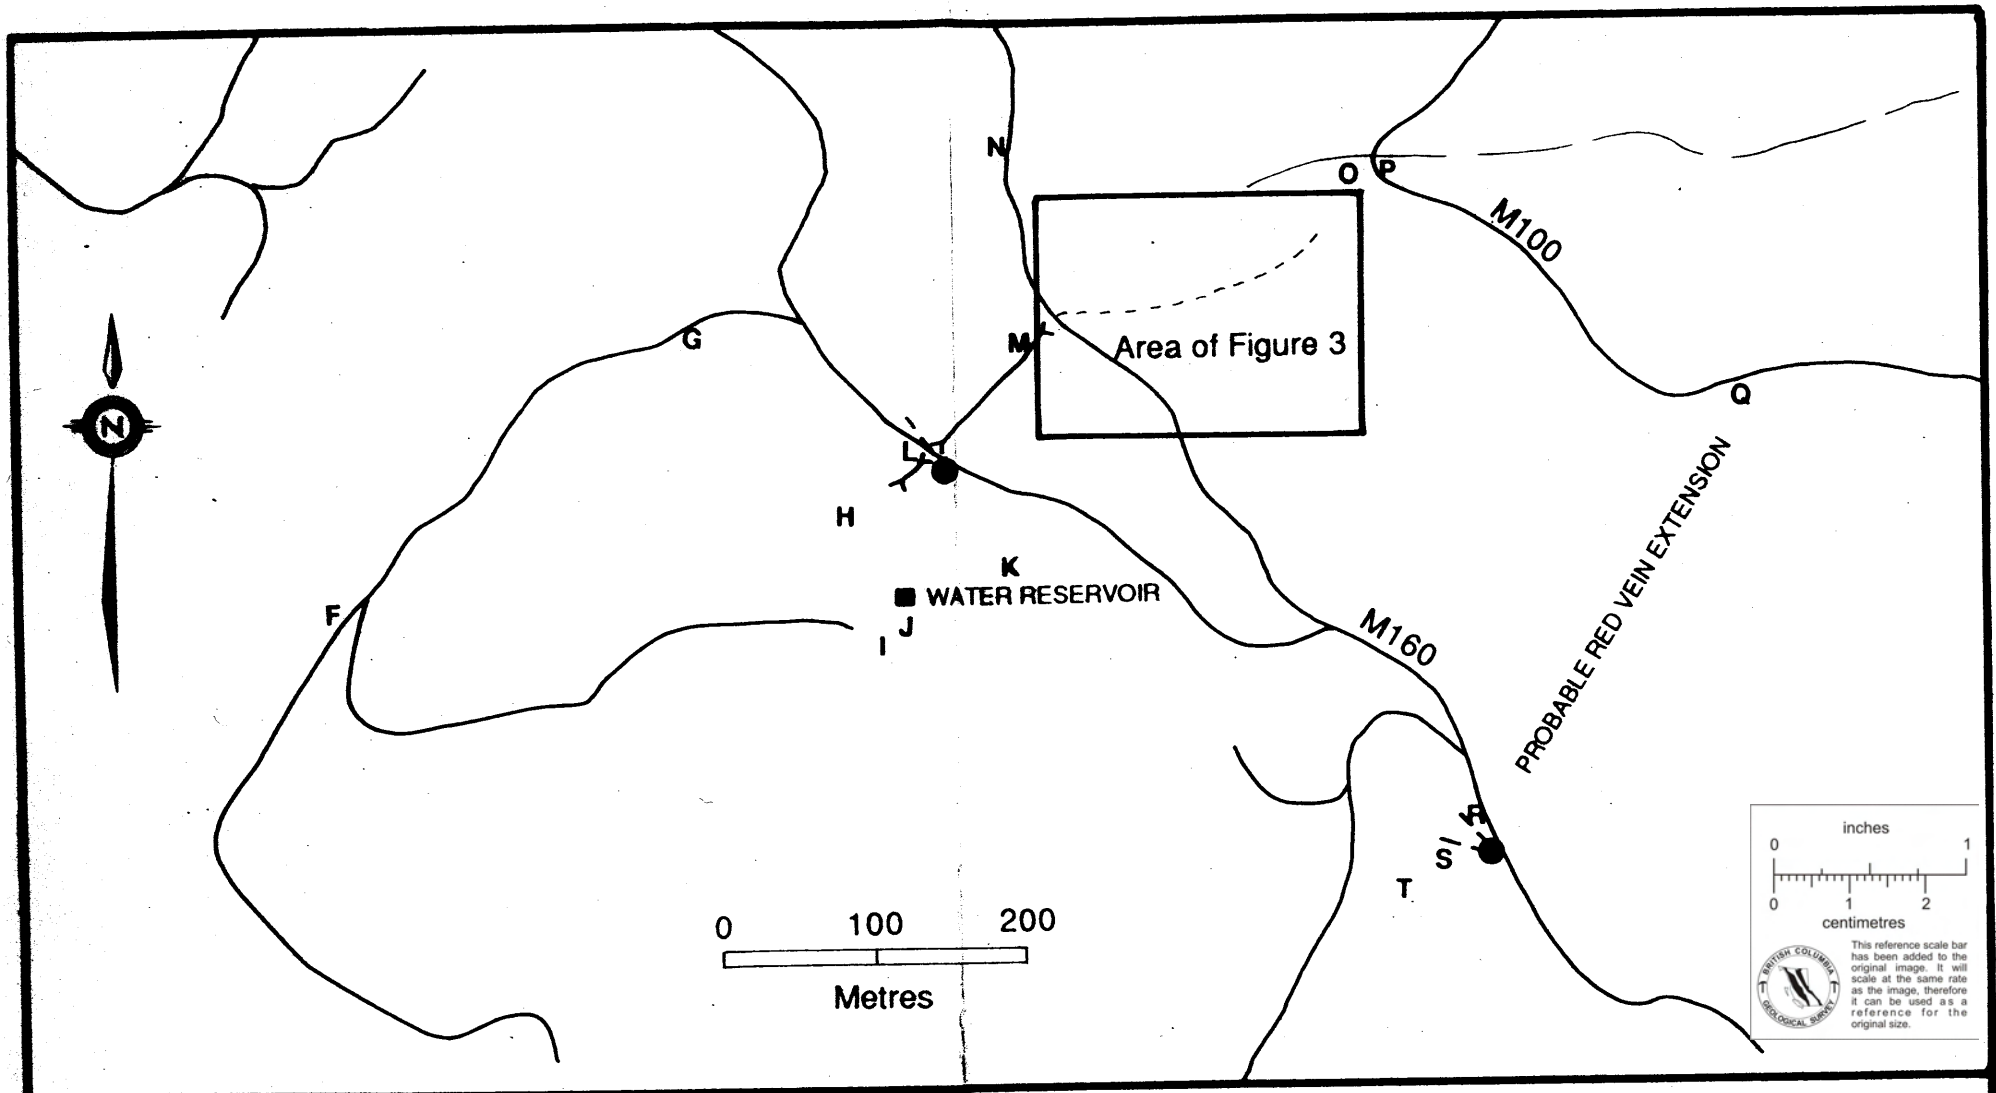 N
O
P
M100
G
M
Area of Figure 3
Q
L
H
K
WATER RESERVOIR
F
J
I
M160
PROBABLE RED VEIN EXTENSION
R
S
T
N
0 100 200
Metres
inches
0 1
0 1 2
centimetres
This reference scale bar
has been added to the
original image. It will
scale at the same rate
as the image, therefore
it can be used as a
reference for the
original size.
BRITISH COLUMBIA
GEOLOGICAL SURVEY